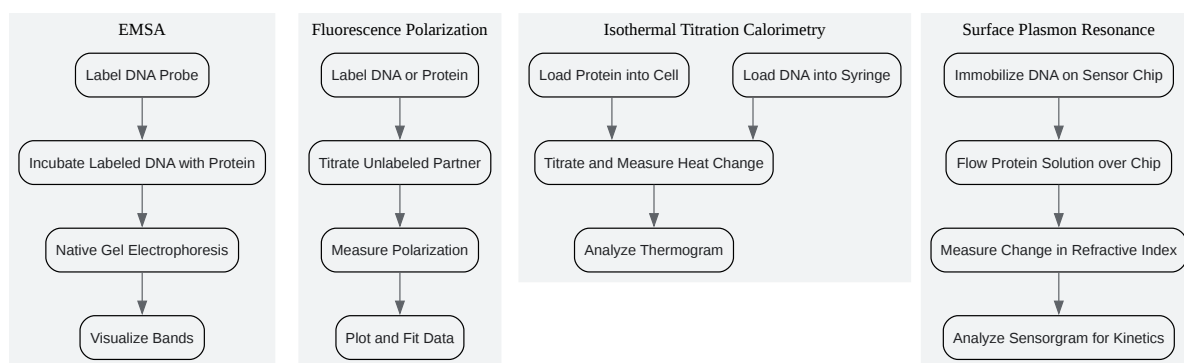 EMSA
Label DNA Probe
Incubate Labeled DNA with Protein
Native Gel Electrophoresis
Visualize Bands
Fluorescence Polarization
Label DNA or Protein
Titrate Unlabeled Partner
Measure Polarization
Plot and Fit Data
Isothermal Titration Calorimetry
Load Protein into Cell
Load DNA into Syringe
Titrate and Measure Heat Change
Analyze Thermogram
Surface Plasmon Resonance
Immobilize DNA on Sensor Chip
Flow Protein Solution over Chip
Measure Change in Refractive Index
Analyze Sensorgram for Kinetics